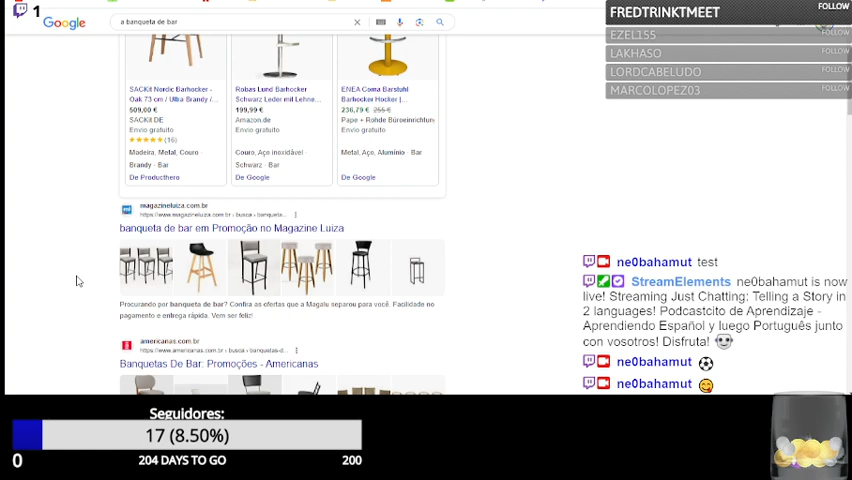 1
Google
a banqueta de bar
SACKit Nordic Barhocker -
Oak 73 cm / Ultra Brandy /...
509,00 €
SACKit DE
Envio gratuito
(16)
Madeira, Metal, Couro ·
Brandy · Bar
De Producthero
Robas Lund Barhocker
Schwarz Leder mit Lehne...
199,99 €
Amazon.de
Envio gratuito
Couro, Aço inoxidável ·
Schwarz · Bar
De Google
ENEA Coma Barstuhl
Barhocker Hocker |...
236,79 € 255 €
Pape + Rohde Büroeinrichtun
Envio gratuito
Metal, Aço, Alumínio · Bar
De Google
magazineluiza.com.br
https://www.magazineluiza.com.br › busca › banqueta...
banqueta de bar em Promoção no Magazine Luiza
Procurando por banqueta de bar? Confira as ofertas que a Magalu separou para você. Facilidade no
pagamento e entrega rápida. Vem ser feliz!
americanas.com.br
https://www.americanas.com.br › busca › banquetas-d...
Banquetas De Bar: Promoções - Americanas
FREDTRINKTMEET FOLLOW
EZEL155 FOLLOW
LAKHASO FOLLOW
LORDCABELUDO FOLLOW
MARCOLOPEZ03 FOLLOW
ne0bahamut test
StreamElements ne0bahamut is now
live! Streaming Just Chatting: Telling a Story in
2 languages! Podcastcito de Aprendizaje -
Aprendiendo Español y luego Português junto
con vosotros! Disfruta!
ne0bahamut
ne0bahamut
Seguidores:
17 (8.50%)
0 204 DAYS TO GO 200